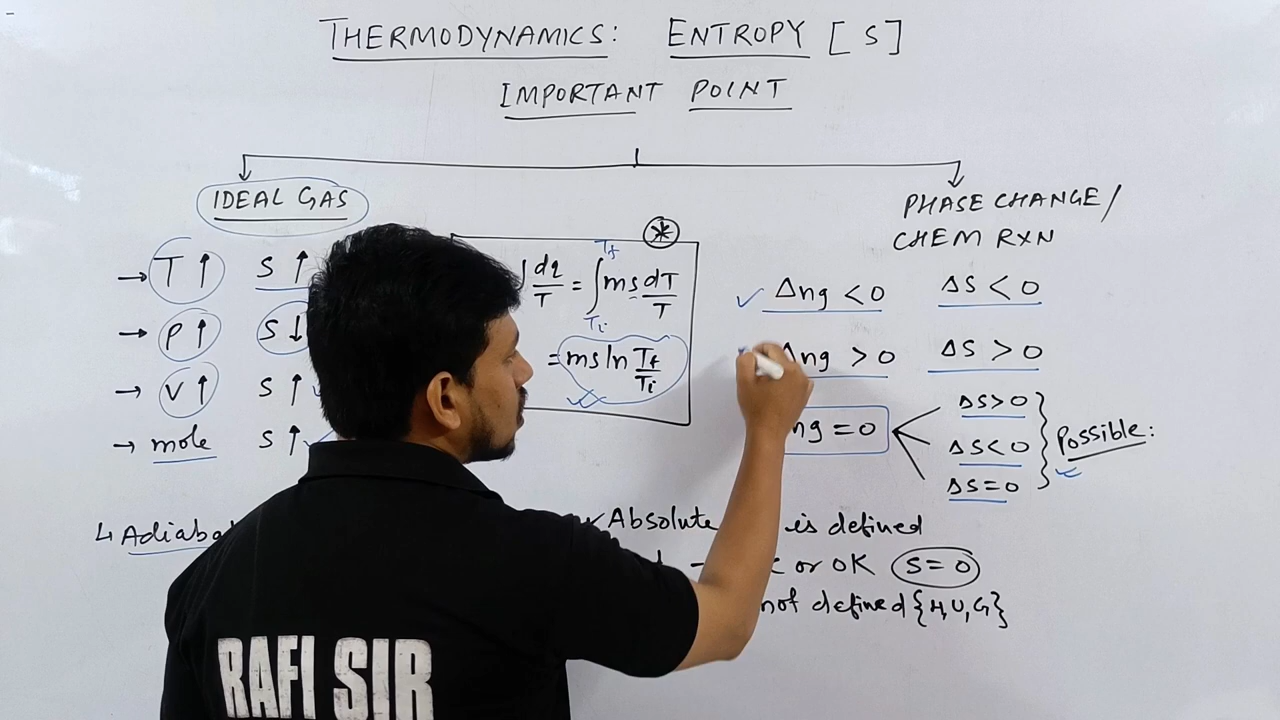 THERMODYNAMICS: ENTROPY [S]
IMPORTANT POINT
IDEAL GAS
→ T↑ S↑
→ P↑ S↓
→ V↑ S↑
→ mole S↑
↳ Adiaba
*
∫ dq/T = ∫ Ti Tf ms dT/T
= ms ln Tf/Ti
PHASE CHANGE/
CHEM RXN
✓ Δng < 0 ΔS < 0
Δng > 0 ΔS > 0
ng = 0
ΔS>0
ΔS<0
ΔS=0
Possible:
✓ Absolute is defined
or 0K S=0
not defined {H,U,G}
RAFI SIR